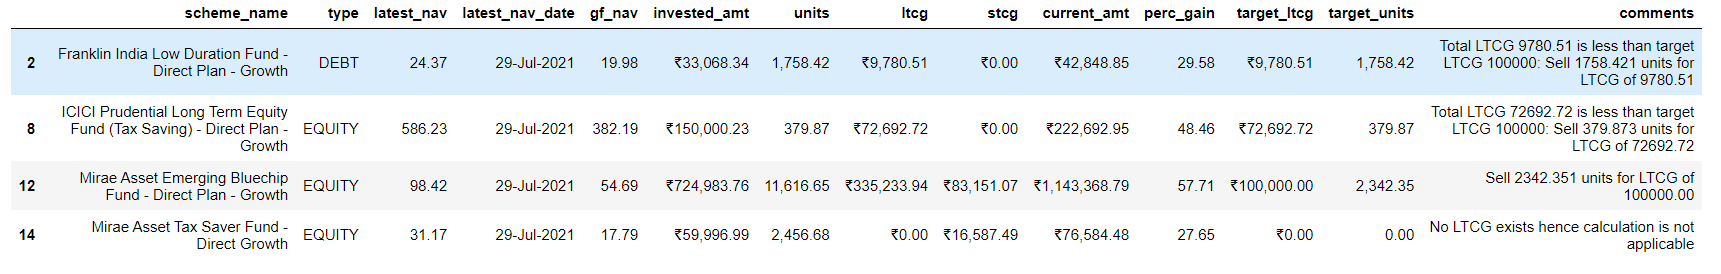 scheme_name type latest_nav latest_nav_date gf_nav invested_amt units ltcg stcg current_amt perc_gain target_ltcg target_units comments
2 Franklin India Low Duration Fund - Direct Plan - Growth DEBT 24.37 29-Jul-2021 19.98 ₹33,068.34 1,758.42 ₹9,780.51 ₹0.00 ₹42,848.85 29.58 ₹9,780.51 1,758.42 Total LTCG 9780.51 is less than target LTCG 100000: Sell 1758.421 units for LTCG of 9780.51
8 ICICI Prudential Long Term Equity Fund (Tax Saving) - Direct Plan - Growth EQUITY 586.23 29-Jul-2021 382.19 ₹150,000.23 379.87 ₹72,692.72 ₹0.00 ₹222,692.95 48.46 ₹72,692.72 379.87 Total LTCG 72692.72 is less than target LTCG 100000: Sell 379.873 units for LTCG of 72692.72
12 Mirae Asset Emerging Bluechip Fund - Direct Plan - Growth EQUITY 98.42 29-Jul-2021 54.69 ₹724,983.76 11,616.65 ₹335,233.94 ₹83,151.07 ₹1,143,368.79 57.71 ₹100,000.00 2,342.35 Sell 2342.351 units for LTCG of 100000.00
14 Mirae Asset Tax Saver Fund - Direct Growth EQUITY 31.17 29-Jul-2021 17.79 ₹59,996.99 2,456.68 ₹0.00 ₹16,587.49 ₹76,584.48 27.65 ₹0.00 0.00 No LTCG exists hence calculation is not applicable